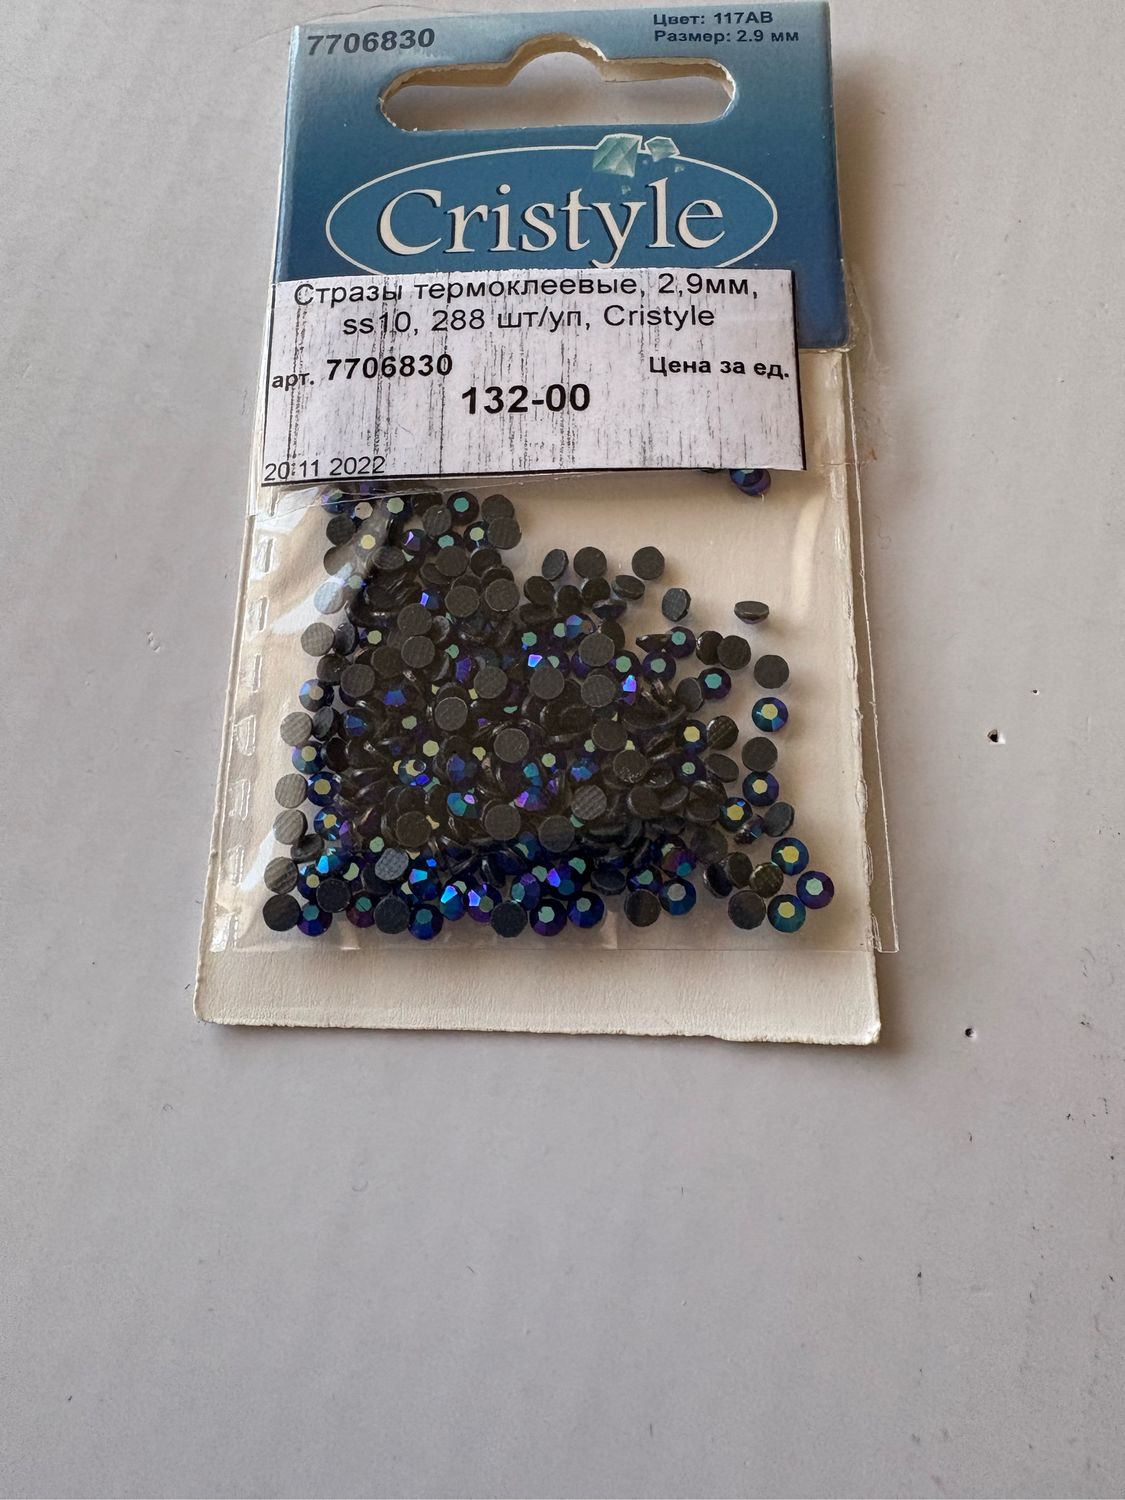 7706830
Цвет: 117AB
Размер: 2.9 мм
Cristyle
Стразы термоклеевые, 2,9мм,
ss10, 288 шт/уп, Cristyle
арт. 7706830 Цена за ед.
132-00
20.11 2022